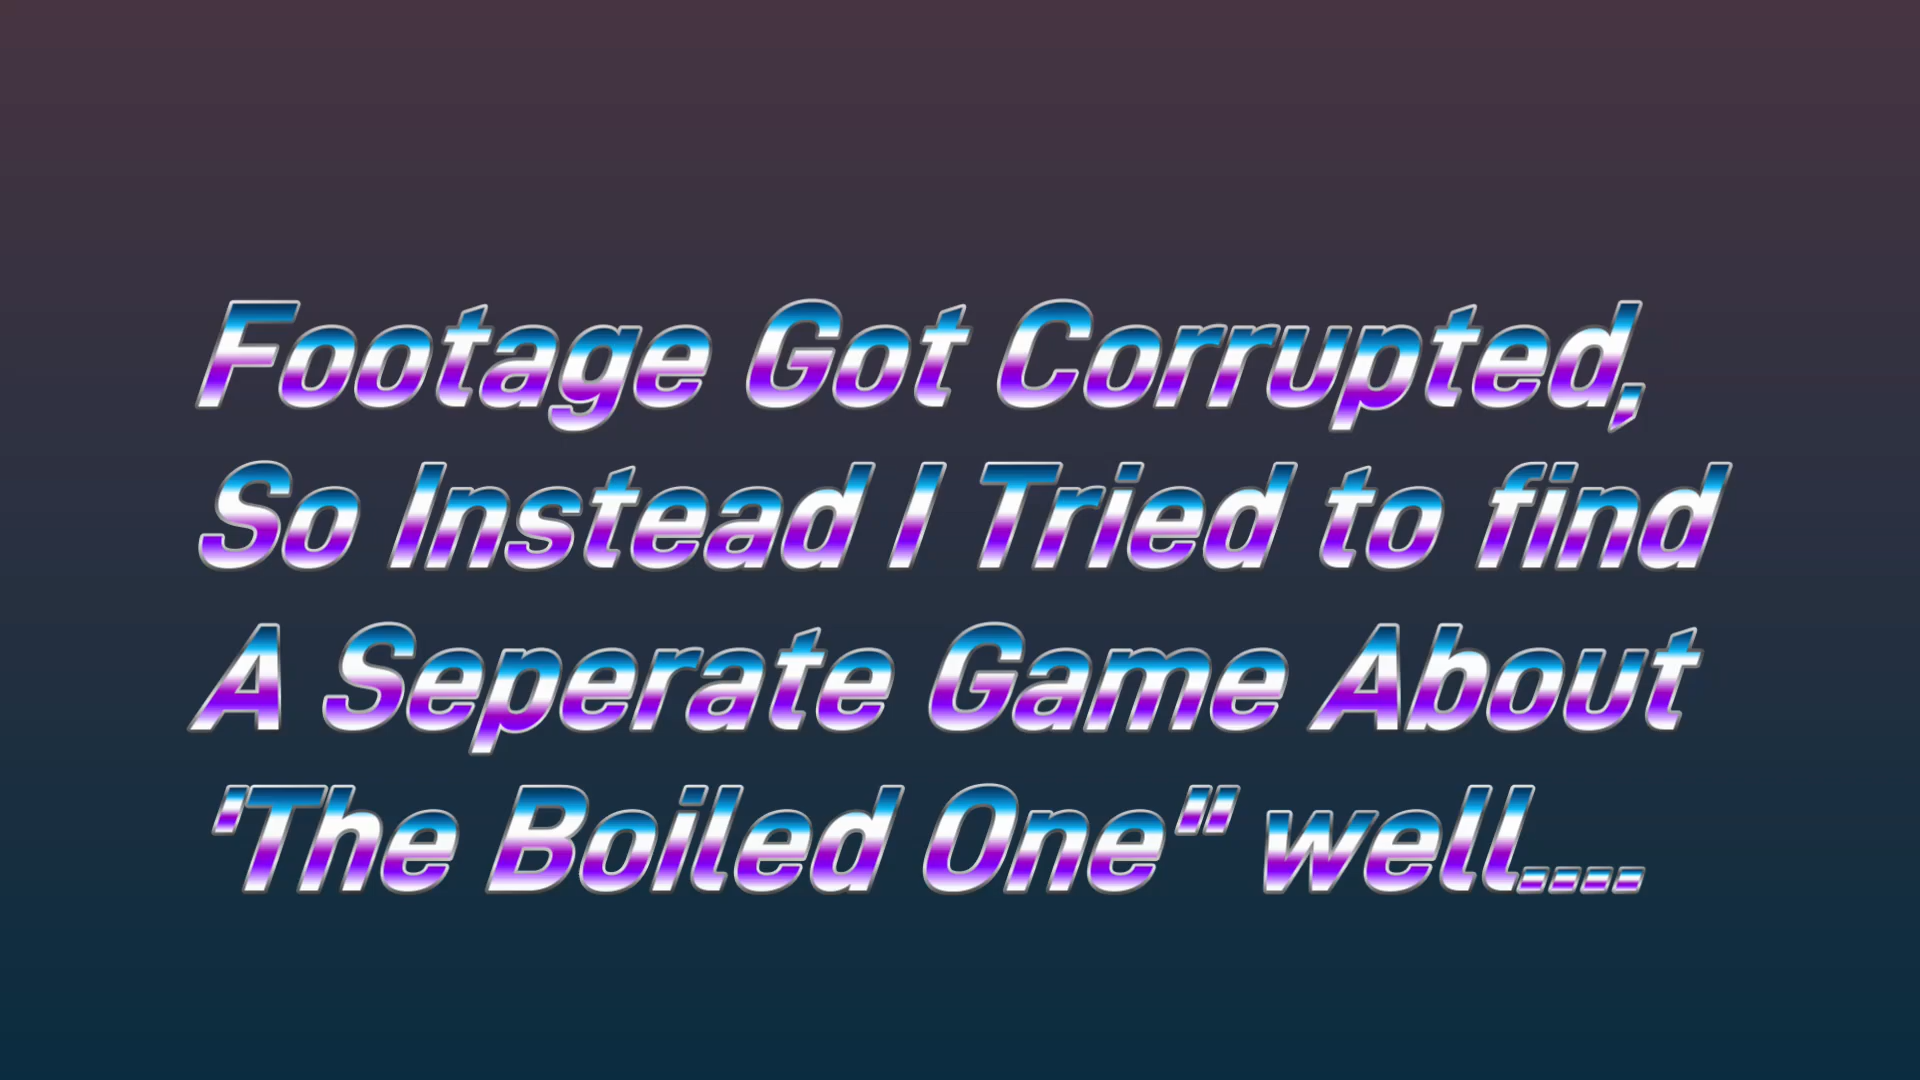 Footage Got Corrupted,
So Instead I Tried to find
A Seperate Game About
'The Boiled One" well....